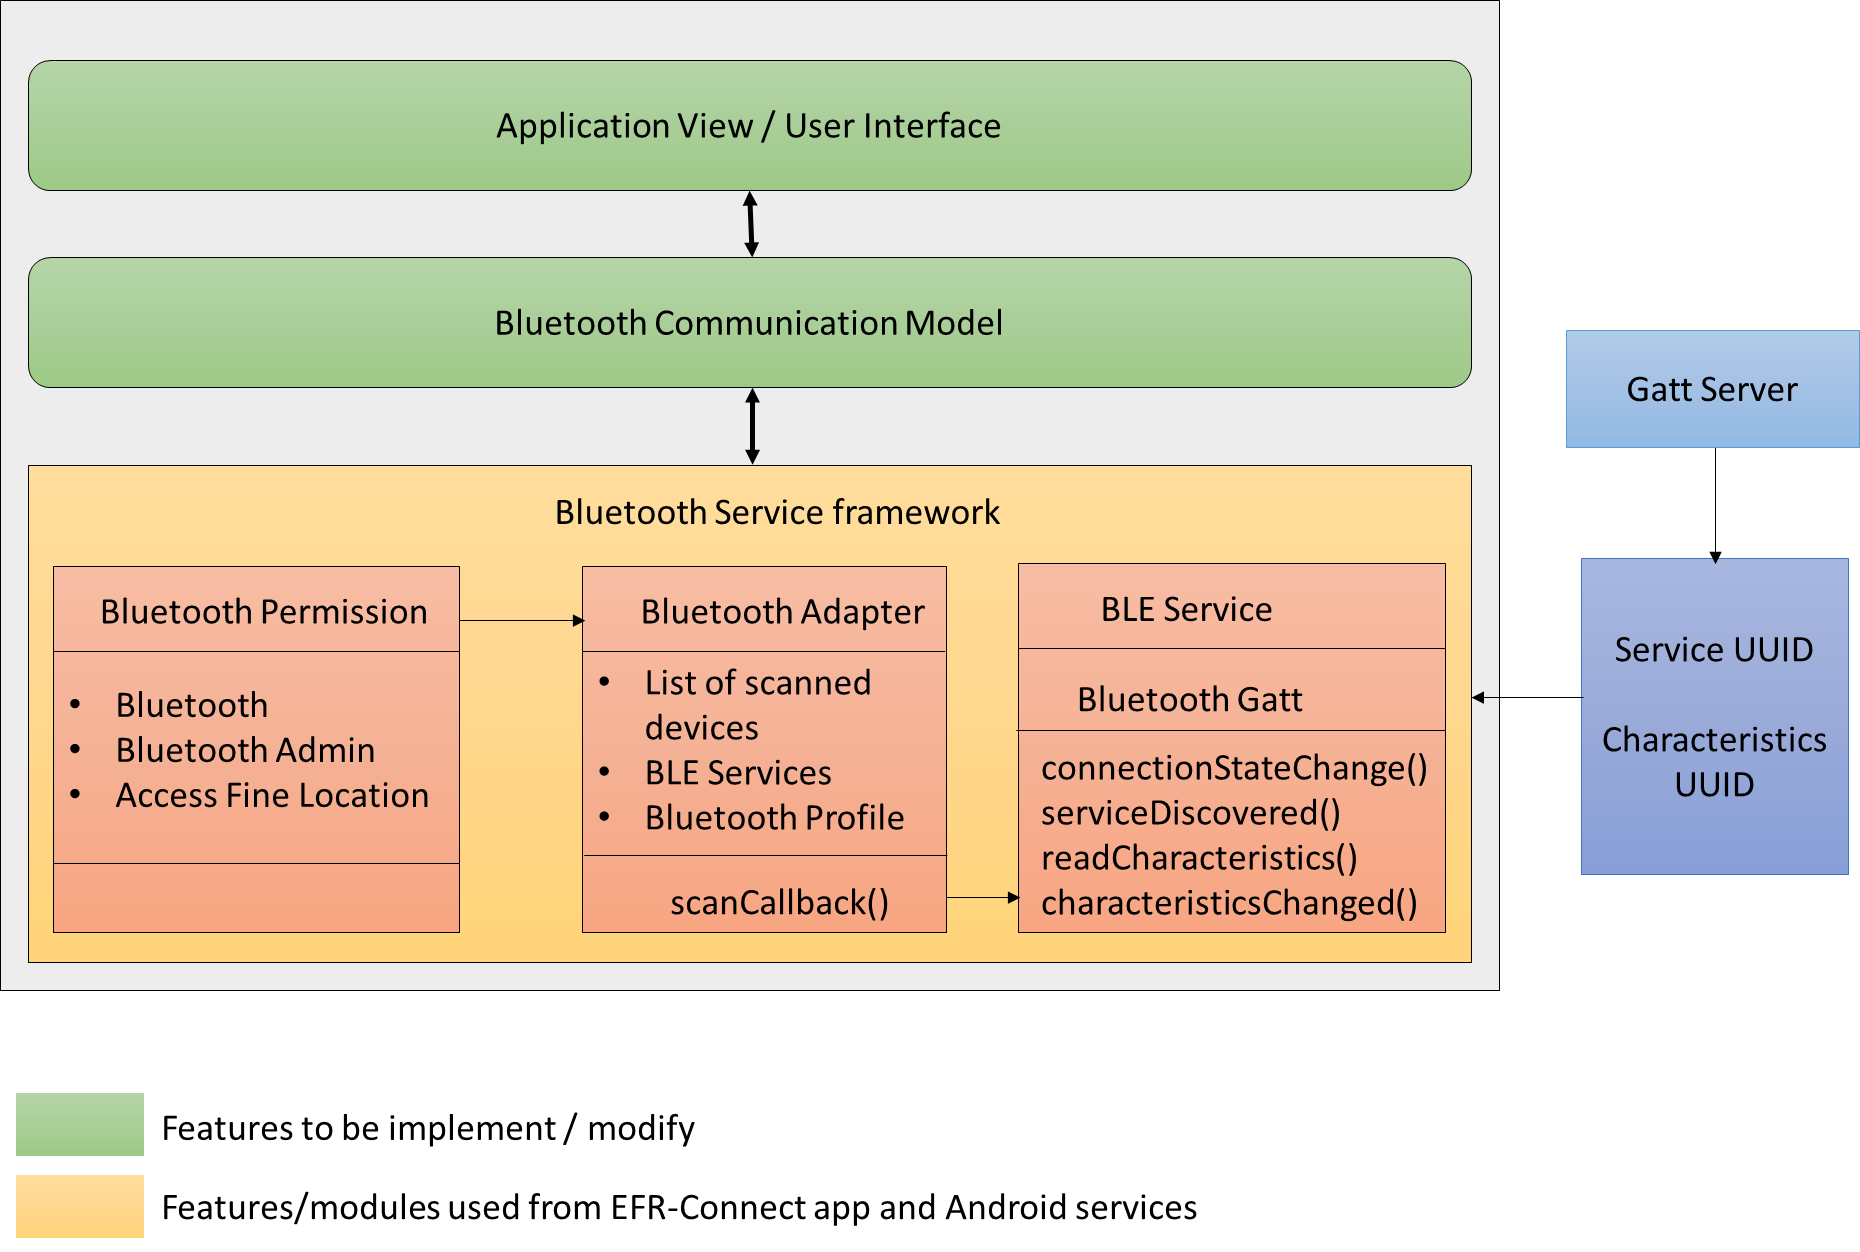 Application View / User Interface
Bluetooth Communication Model
Gatt Server
Bluetooth Service framework
Bluetooth Permission
• Bluetooth
• Bluetooth Admin
• Access Fine Location
Bluetooth Adapter
• List of scanned
devices
• BLE Services
• Bluetooth Profile
scanCallback()
BLE Service
Bluetooth Gatt
connectionStateChange()
serviceDiscovered()
readCharacteristics()
characteristicsChanged()
Service UUID
Characteristics
UUID
Features to be implement / modify
Features/modules used from EFR-Connect app and Android services